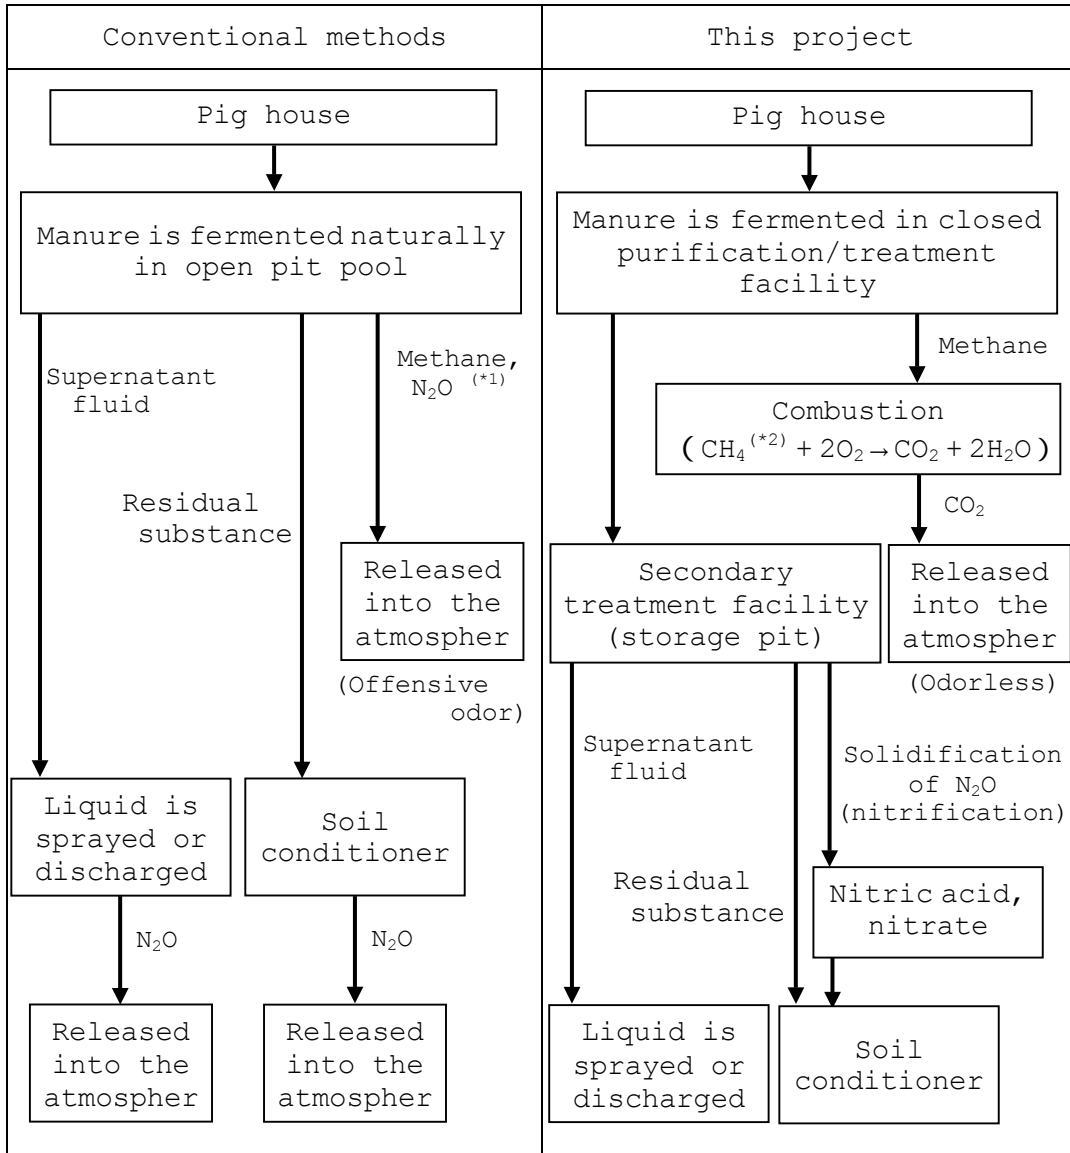 Conventional methods
This project
Pig house
Manure is fermented naturally
in open pit pool
Supernatant
fluid
Residual
substance
Methane,
N₂O (*1)
Released
into the
atmospher
(Offensive
odor)
Liquid is
sprayed or
discharged
Soil
conditioner
N₂O
N₂O
Released
into the
atmospher
Released
into the
atmospher
Pig house
Manure is fermented in closed
purification/treatment
facility
Methane
Combustion
(CH₄(*2) + 2O₂→CO₂ + 2H₂O)
CO₂
Secondary
treatment facility
(storage pit)
Released
into the
atmospher
(Odorless)
Supernatant
fluid
Solidification
of N₂O
(nitrification)
Residual
substance
Nitric acid,
nitrate
Liquid is
sprayed or
discharged
Soil
conditioner